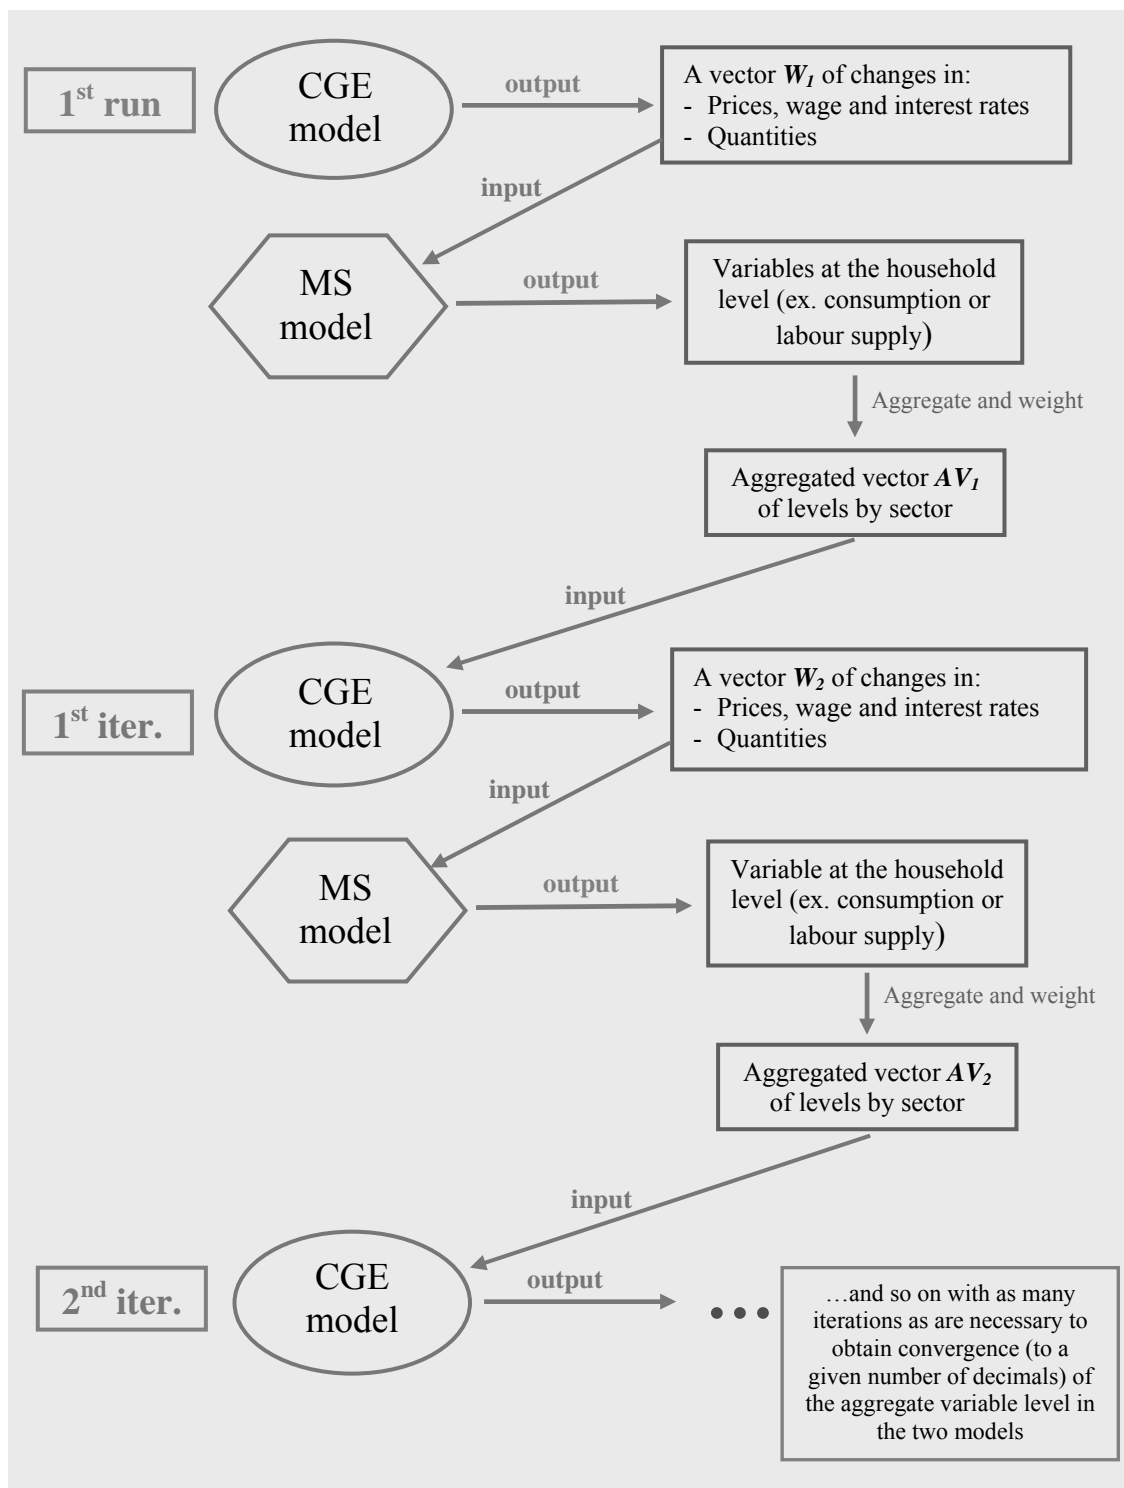 1st run
CGE
model
output
A vector W1 of changes in:
- Prices, wage and interest rates
- Quantities
input
MS
model
output
Variables at the household
level (ex. consumption or
labour supply)
Aggregate and weight
Aggregated vector AV1
of levels by sector
input
1st iter.
CGE
model
output
A vector W2 of changes in:
- Prices, wage and interest rates
- Quantities
input
MS
model
output
Variable at the household
level (ex. consumption or
labour supply)
Aggregate and weight
Aggregated vector AV2
of levels by sector
input
2nd iter.
CGE
model
output
…and so on with as many
iterations as are necessary to
obtain convergence (to a
given number of decimals) of
the aggregate variable level in
the two models